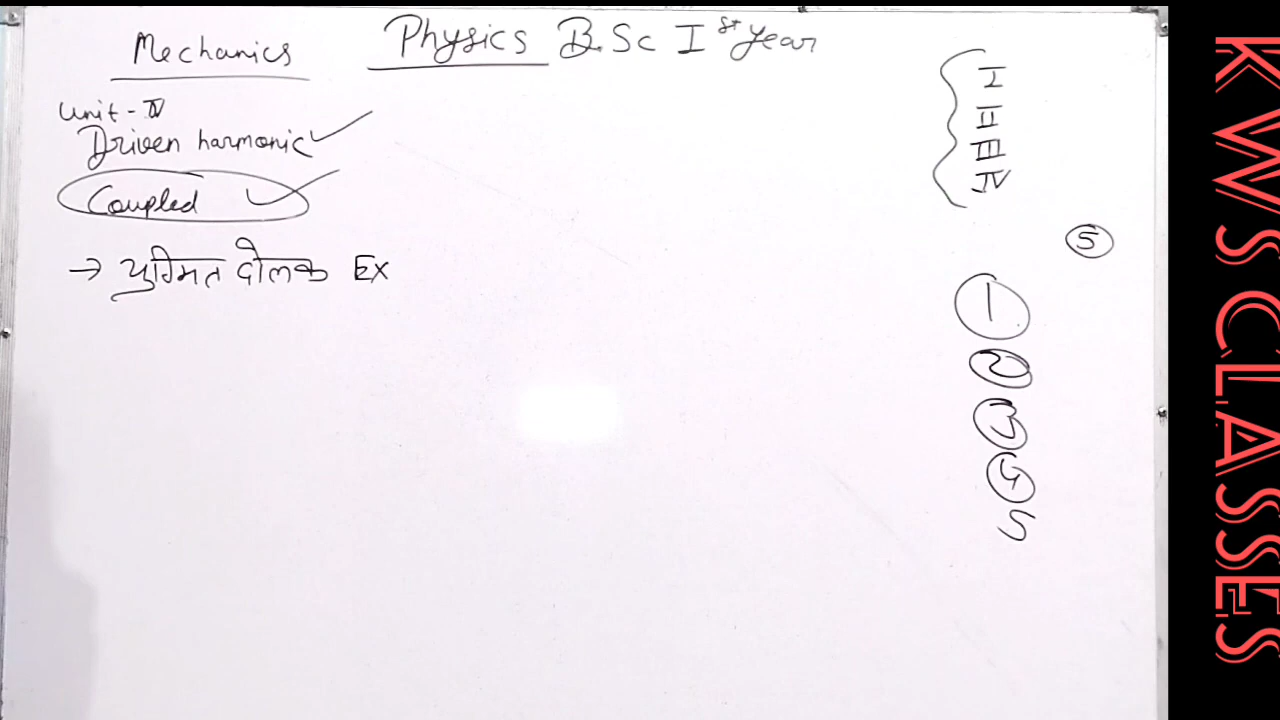 Mechanics
Physics B.Sc I st year
Unit - IV
Driven harmonic
Coupled
→ युग्मित दोलक Ex
I
II
III
IV
5
1
2
3
4
5
KWS CLASSES